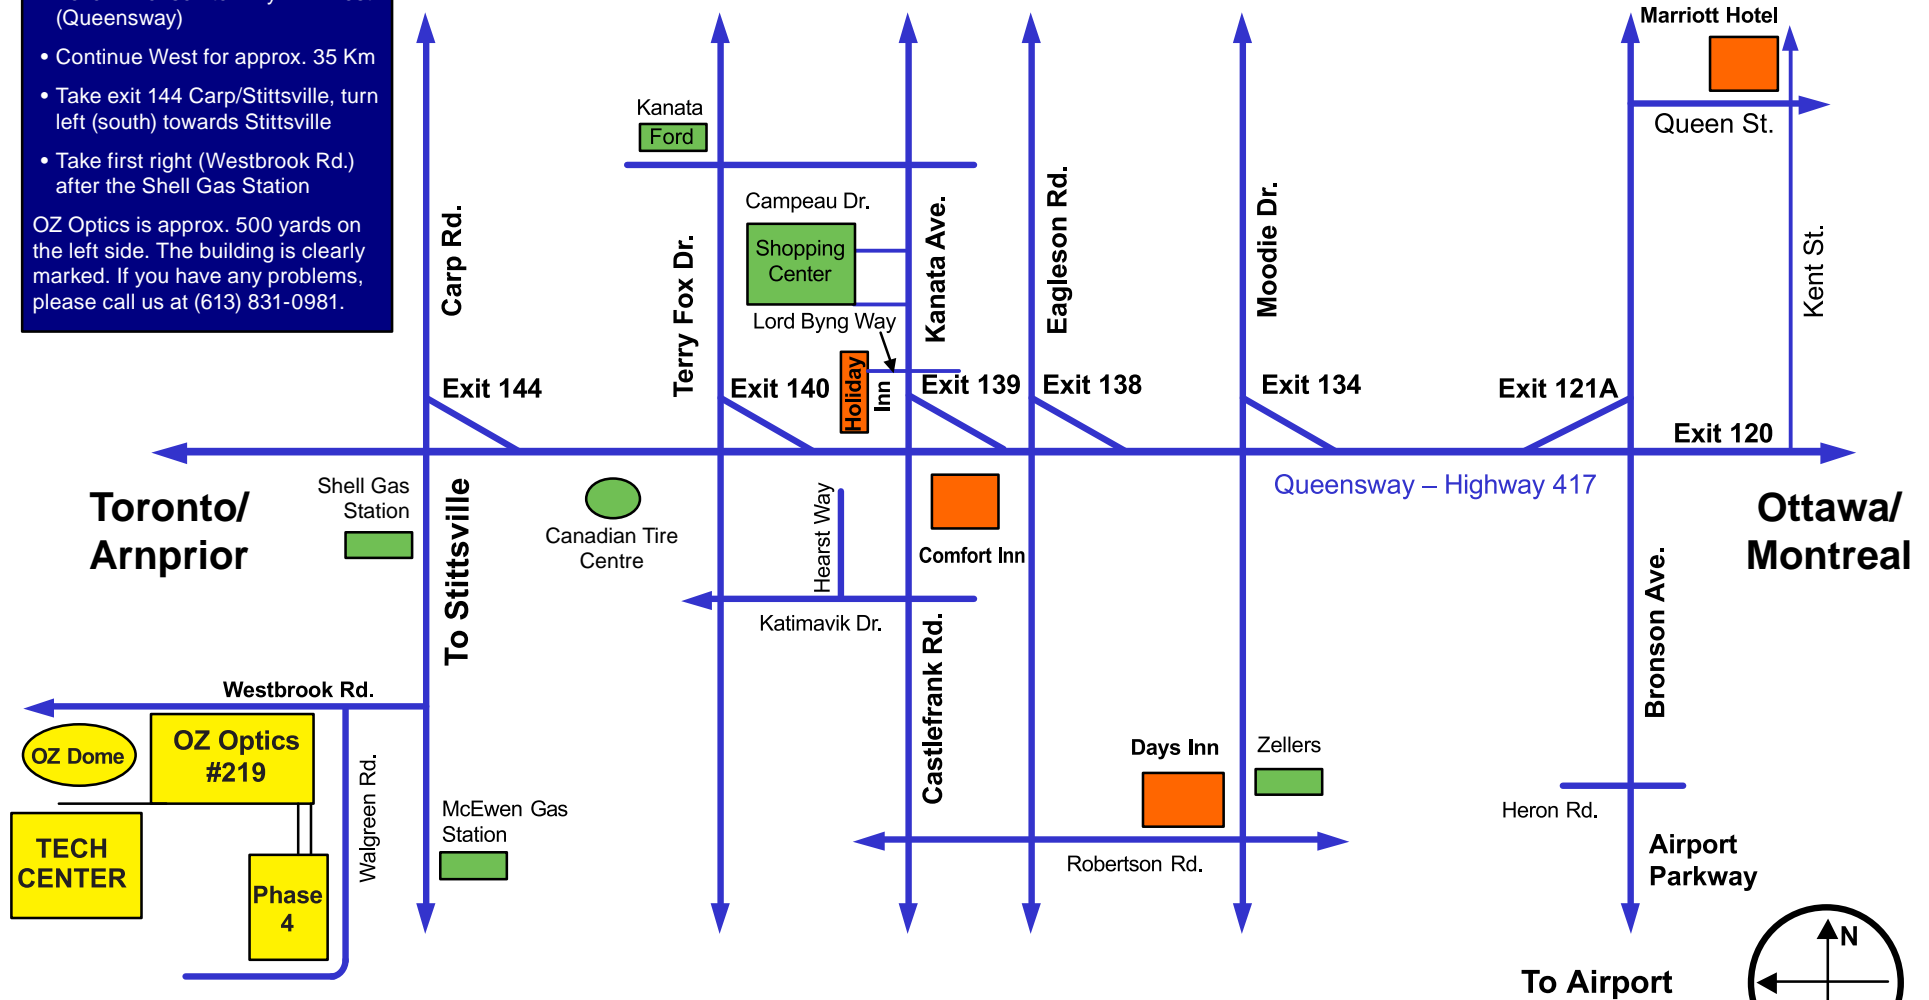 (Queensway)
• Continue West for approx. 35 Km
• Take exit 144 Carp/Stittsville, turn
left (south) towards Stittsville
• Take first right (Westbrook Rd.)
after the Shell Gas Station
OZ Optics is approx. 500 yards on
the left side. The building is clearly
marked. If you have any problems,
please call us at (613) 831-0981.
Marriott Hotel
Queen St.
Kent St.
Kanata
Ford
Campeau Dr.
Shopping
Center
Lord Byng Way
Holiday
Inn
Carp Rd.
Terry Fox Dr.
Kanata Ave.
Eagleson Rd.
Moodie Dr.
Exit 144
Exit 140
Exit 139
Exit 138
Exit 134
Exit 121A
Exit 120
Queensway – Highway 417
Toronto/
Arnprior
Shell Gas
Station
To Stittsville
Canadian Tire
Centre
Hearst Way
Katimavik Dr.
Comfort Inn
Castlefrank Rd.
Ottawa/
Montreal
Bronson Ave.
Westbrook Rd.
OZ Dome
OZ Optics
#219
TECH
CENTER
Phase
4
Walgreen Rd.
McEwen Gas
Station
Days Inn
Zellers
Robertson Rd.
Heron Rd.
Airport
Parkway
To Airport
N